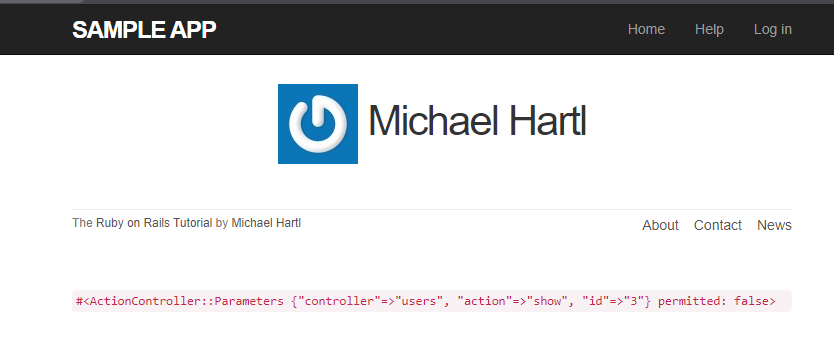 SAMPLE APP Home Help Log in
Michael Hartl
The Ruby on Rails Tutorial by Michael Hartl About Contact News
#<ActionController::Parameters {"controller"=>"users", "action"=>"show", "id"=>"3"} permitted: false>